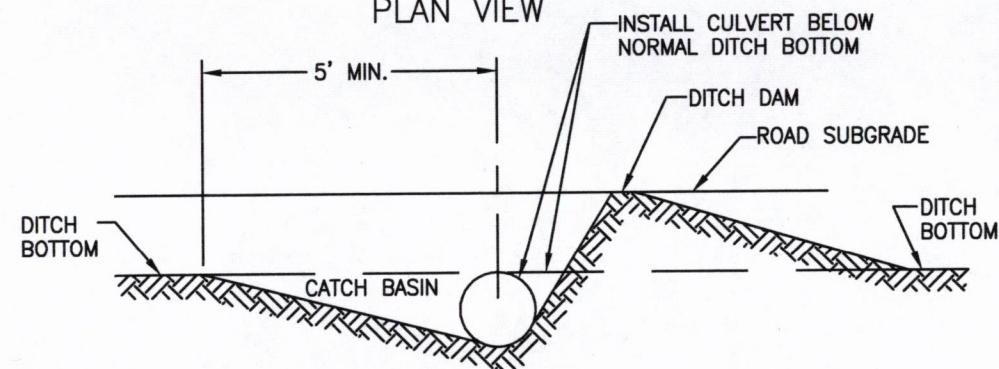 PLAN VIEW
INSTALL CULVERT BELOW
NORMAL DITCH BOTTOM
5' MIN.
DITCH DAM
ROAD SUBGRADE
DITCH
BOTTOM
DITCH
BOTTOM
CATCH BASIN